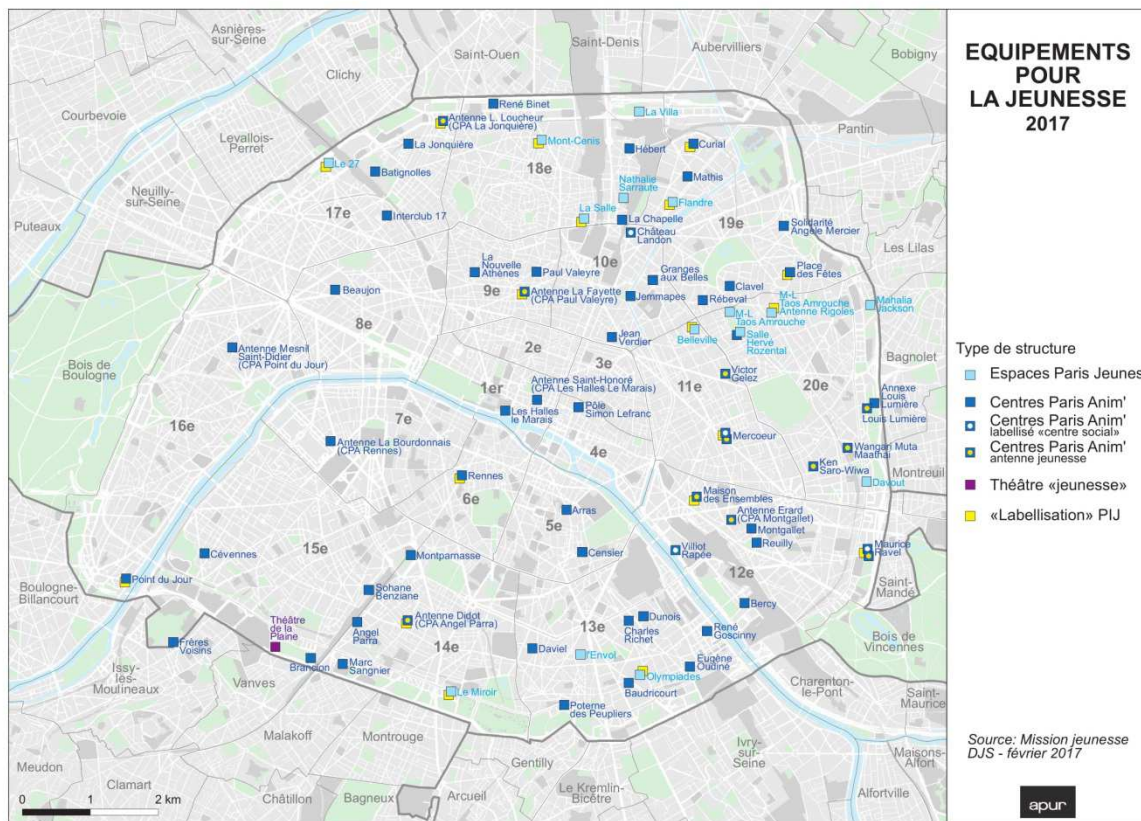 EQUIPEMENTS
POUR
LA JEUNESSE
2017
Type de structure
Espaces Paris Jeunes
Centres Paris Anim'
Centres Paris Anim'
labellisé «centre social»
Centres Paris Anim'
antenne jeunesse
Théâtre «jeunesse»
«Labellisation» PIJ
Source: Mission jeunesse
DJS - février 2017
apur
0 1 2 km
Asnières-
sur-Seine
Saint-Ouen
Saint-Denis
Aubervilliers
Bobigny
Clichy
Courbevoie
Levallois-
Perret
Pantin
Neuilly-
sur-Seine
Puteaux
Les Lilas
Bagnolet
Montreuil
Saint-
Mandé
Bois de
Boulogne
Bois de
Vincennes
Boulogne-
Billancourt
Issy-
les-
Moulineaux
Vanves
Malakoff
Montrouge
Meudon
Clamart
Châtillon
Bagneux
Arcueil
Gentilly
Le Kremlin-
Bicêtre
Ivry-
sur-Seine
Charenton-
le-Pont
Saint-
Maurice
Maisons-
Alfort
Alfortville
René Binet
Antenne L. Loucheur
(CPA La Jonquière)
La Villa
La Jonquière
Mont-Cenis
Hébert
Curial
Le 27
Batignolles
18e
Nathalie
Sarraute
Mathis
17e
Interclub 17
La Salle
Flandre
La Chapelle
19e
Solidarité
Angèle Mercier
Château
Landon
10e
La
Nouvelle
Athènes
Paul Valeyre
Granges
aux Belles
Place
des Fêtes
Beaujon
9e
Antenne La Fayette
(CPA Paul Valeyre)
Jemmapes
Clavel
Rébeval
M-L
Taos Amrouche
Antenne Rigoles
M-L
Taos Amrouche
Mahalia
Jackson
8e
Belleville
Salle
Hervé
Rozental
Jean
Verdier
Antenne Mesnil
Saint-Didier
(CPA Point du Jour)
2e
3e
11e
Victor
Gelez
20e
1er
Antenne Saint-Honoré
(CPA Les Halles Le Marais)
Les Halles
le Marais
Pôle
Simon Lefranc
Annexe
Louis
Lumière
Louis Lumière
16e
7e
Antenne La Bourdonnais
(CPA Rennes)
4e
Mercoeur
Wangari Muta
Maathai
Ken
Saro-Wiwa
Rennes
6e
Davout
Maison
des Ensembles
Arras
5e
Antenne Erard
(CPA Montgallet)
Montgallet
Reuilly
Cévennes
15e
Montparnasse
Censier
Villiot
Rapée
Maurice
Ravel
12e
Point du Jour
Sohane
Benziane
Bercy
Antenne Didot
(CPA Angel Parra)
Angel
Parra
13e
Dunois
Charles
Richet
René
Goscinny
Théâtre
de la
Plaine
Frères
Voisins
14e
Daviel
l'Envol
Brancion
Marc
Sangnier
Eugène
Oudiné
Olympiades
Baudricourt
Le Miroir
Poterne
des Peupliers